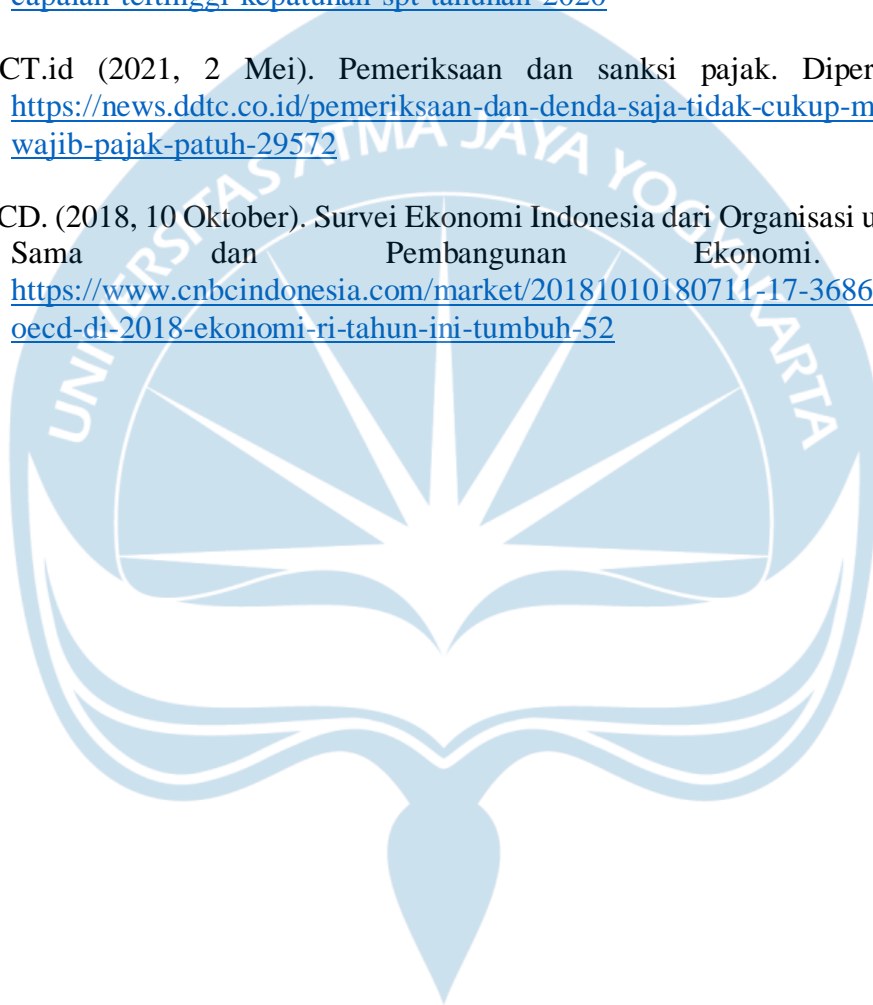 capaian-tertinggi-kepatuhan-spt-tahunan-2020
CT.id (2021, 2 Mei). Pemeriksaan dan sanksi pajak. Diper
https://news.ddtc.co.id/pemeriksaan-dan-denda-saja-tidak-cukup-m
wajib-pajak-patuh-29572
CD. (2018, 10 Oktober). Survei Ekonomi Indonesia dari Organisasi u
Sama dan Pembangunan Ekonomi.
https://www.cnbcindonesia.com/market/20181010180711-17-3686
oecd-di-2018-ekonomi-ri-tahun-ini-tumbuh-52
UNIVERSITAS ATMA JAYA YOGYAKARTA